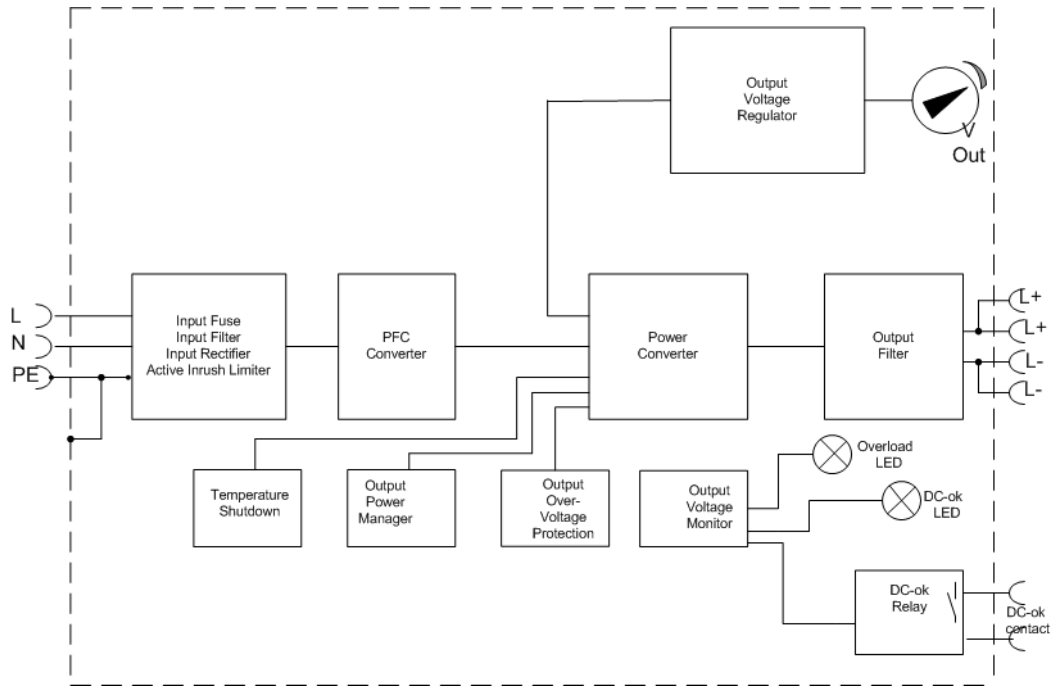 Output
Voltage
Regulator
V
Out
L
N
PE
Input Fuse
Input Filter
Input Rectifier
Active Inrush Limiter
PFC
Converter
Power
Converter
Output
Filter
L+
L+
L-
L-
Temperature
Shutdown
Output
Power
Manager
Output
Over-
Voltage
Protection
Output
Voltage
Monitor
Overload
LED
DC-ok
LED
DC-ok
Relay
DC-ok
contact